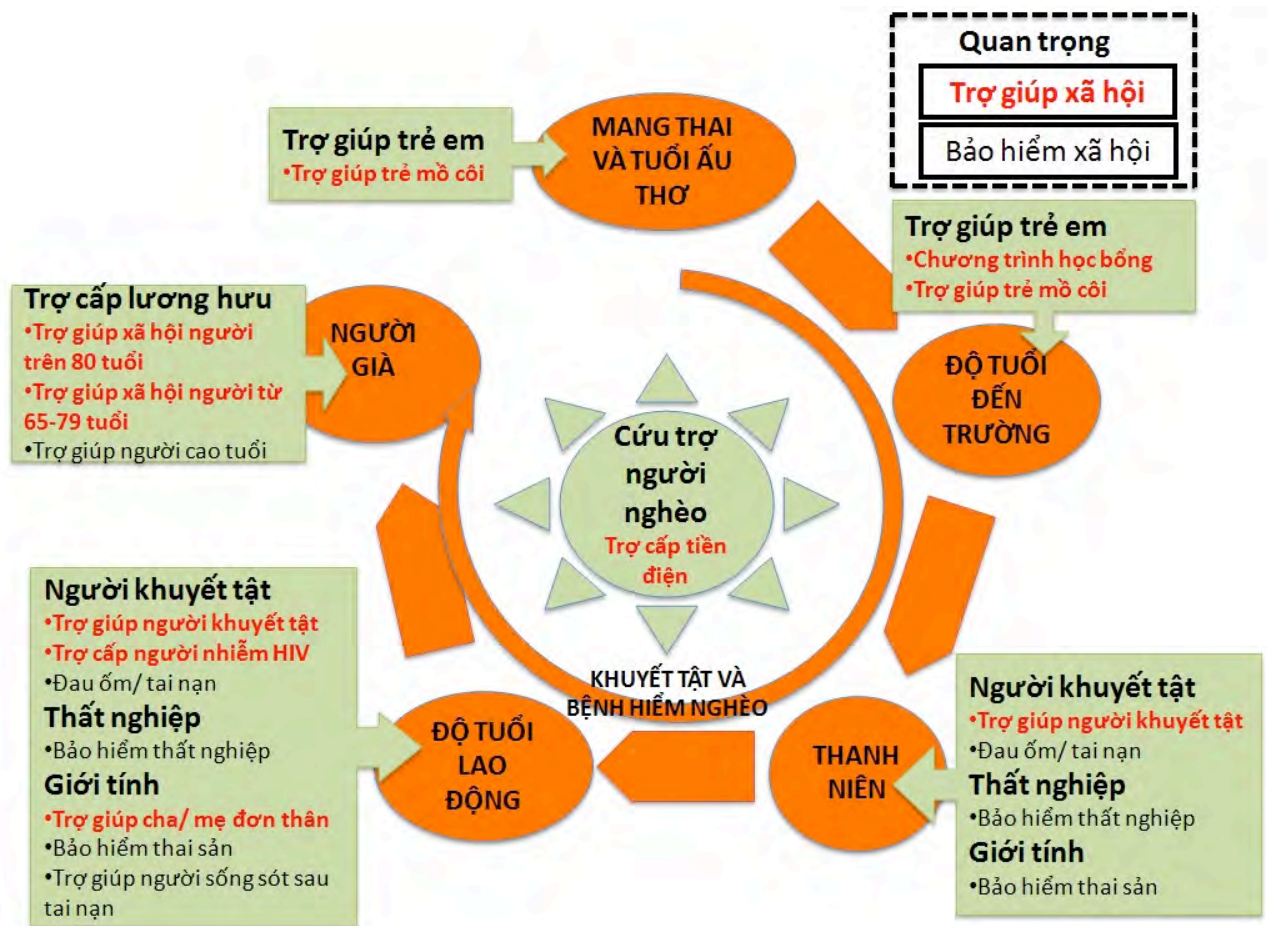 Quan trọng
Trợ giúp xã hội
Bảo hiểm xã hội
MANG THAI
VÀ TUỔI ẤU
THƠ
Trợ giúp trẻ em
•Trợ giúp trẻ mồ côi
Trợ giúp trẻ em
•Chương trình học bổng
•Trợ giúp trẻ mồ côi
ĐỘ TUỔI
ĐẾN
TRƯỜNG
Trợ cấp lương hưu
•Trợ giúp xã hội người
trên 80 tuổi
•Trợ giúp xã hội người từ
65-79 tuổi
•Trợ giúp người cao tuổi
NGƯỜI
GIÀ
Cứu trợ
người
nghèo
Trợ cấp tiền
điện
KHUYẾT TẬT VÀ
BỆNH HIỂM NGHÈO
Người khuyết tật
•Trợ giúp người khuyết tật
•Trợ cấp người nhiễm HIV
•Đau ốm/ tai nạn
Thất nghiệp
•Bảo hiểm thất nghiệp
Giới tính
•Trợ giúp cha/ mẹ đơn thân
•Bảo hiểm thai sản
•Trợ giúp người sống sót sau
tai nạn
ĐỘ TUỔI
LAO
ĐỘNG
THANH
NIÊN
Người khuyết tật
•Trợ giúp người khuyết tật
•Đau ốm/ tai nạn
Thất nghiệp
•Bảo hiểm thất nghiệp
Giới tính
•Bảo hiểm thai sản